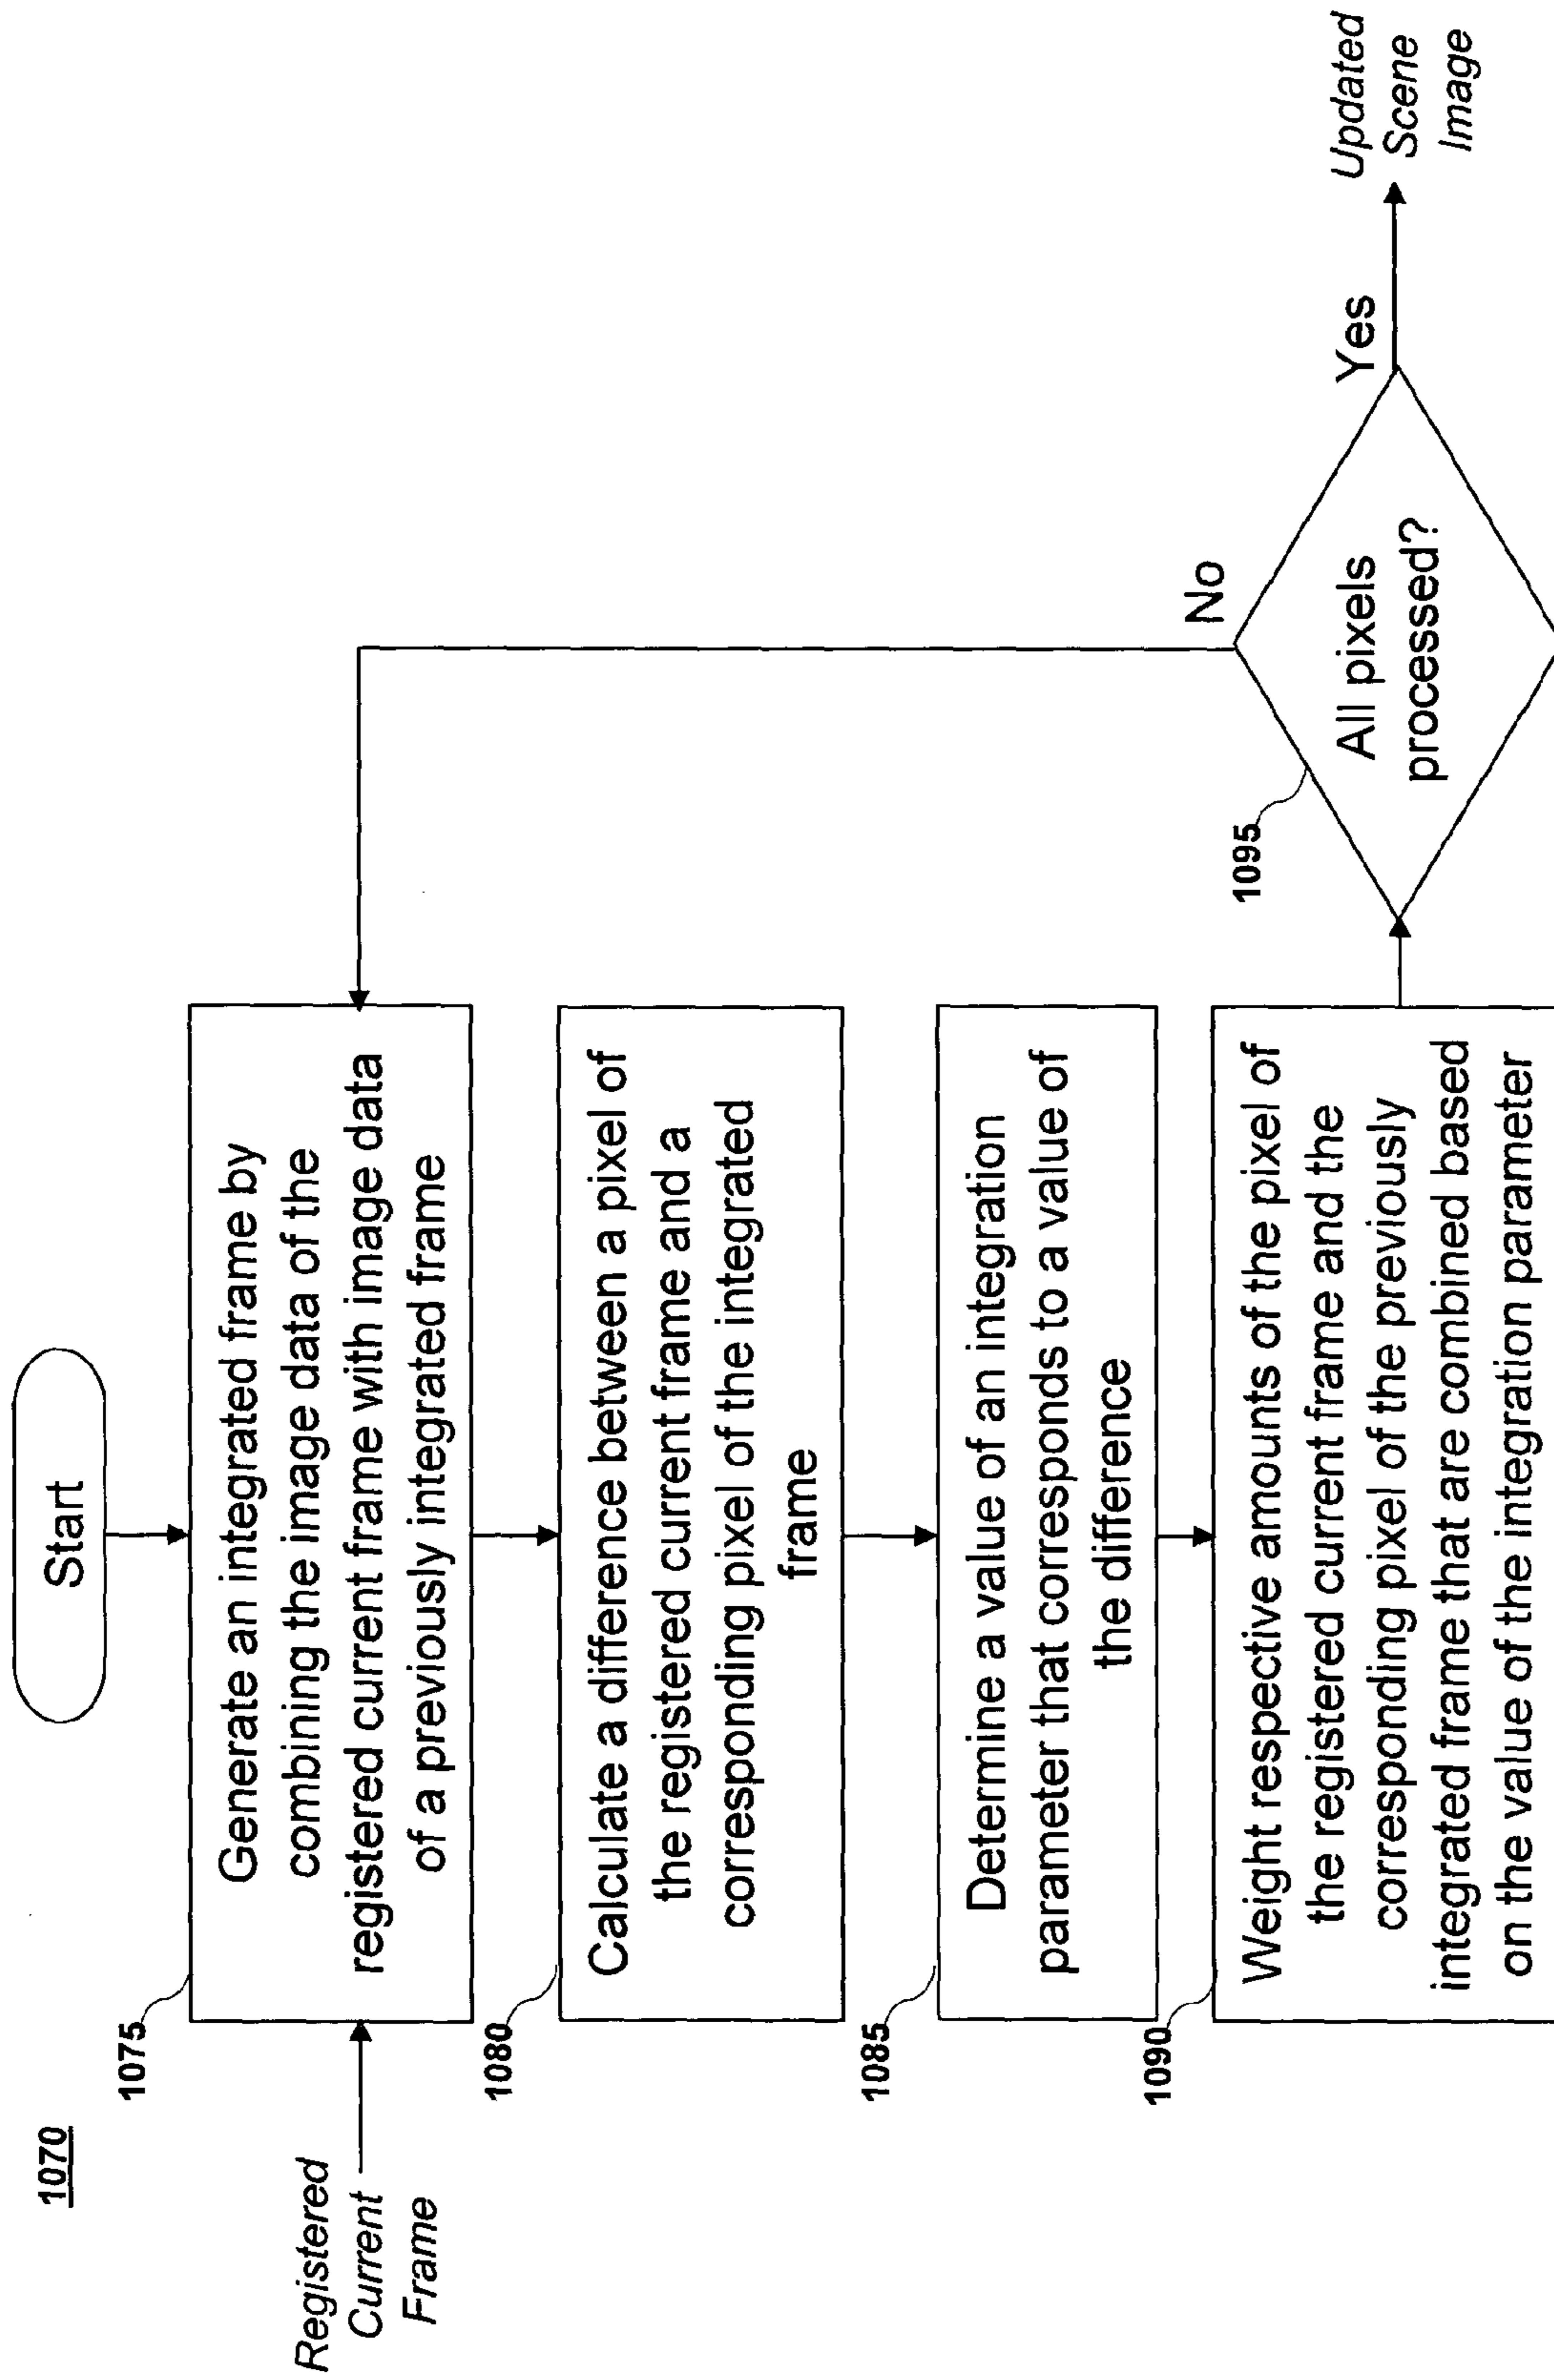 1070
Start
Registered
Current
Frame
1075
Generate an integrated frame by
combining the image data of the
registered current frame with image data
of a previously integrated frame
1080
Calculate a difference between a pixel of
the registered current frame and a
corresponding pixel of the integrated
frame
1085
Determine a value of an integration
parameter that corresponds to a value of
the difference
1090
Weight respective amounts of the pixel of
the registered current frame and the
corresponding pixel of the previously
integrated frame that are combined based
on the value of the integration parameter
1095
All pixels
processed?
No
Yes
Updated
Scene
Image